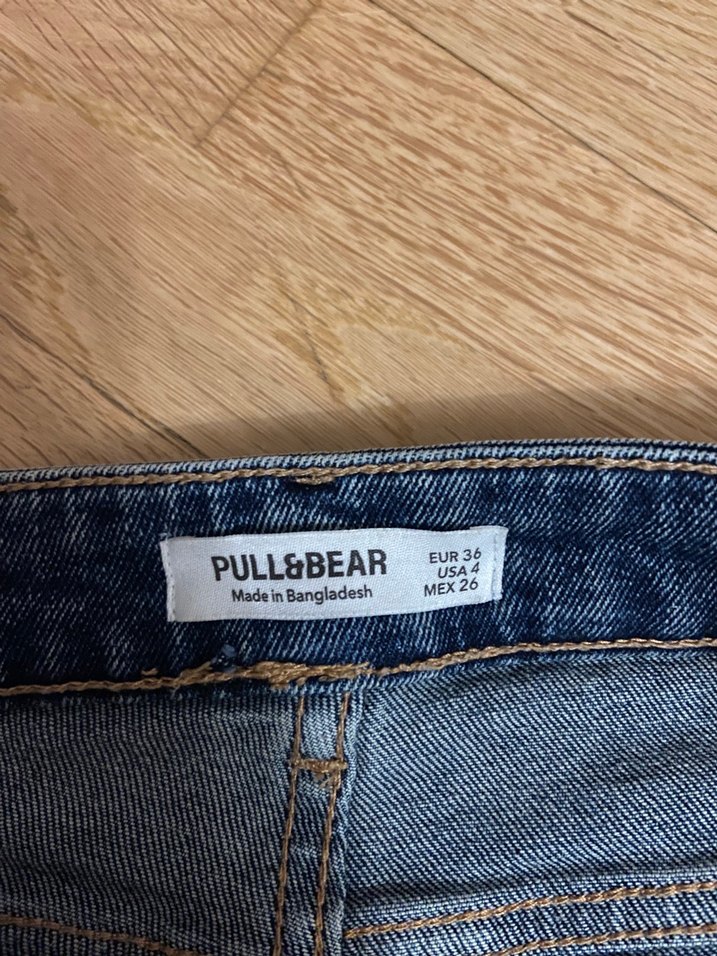 PULL&BEAR
Made in Bangladesh
EUR 36
USA 4
MEX 26